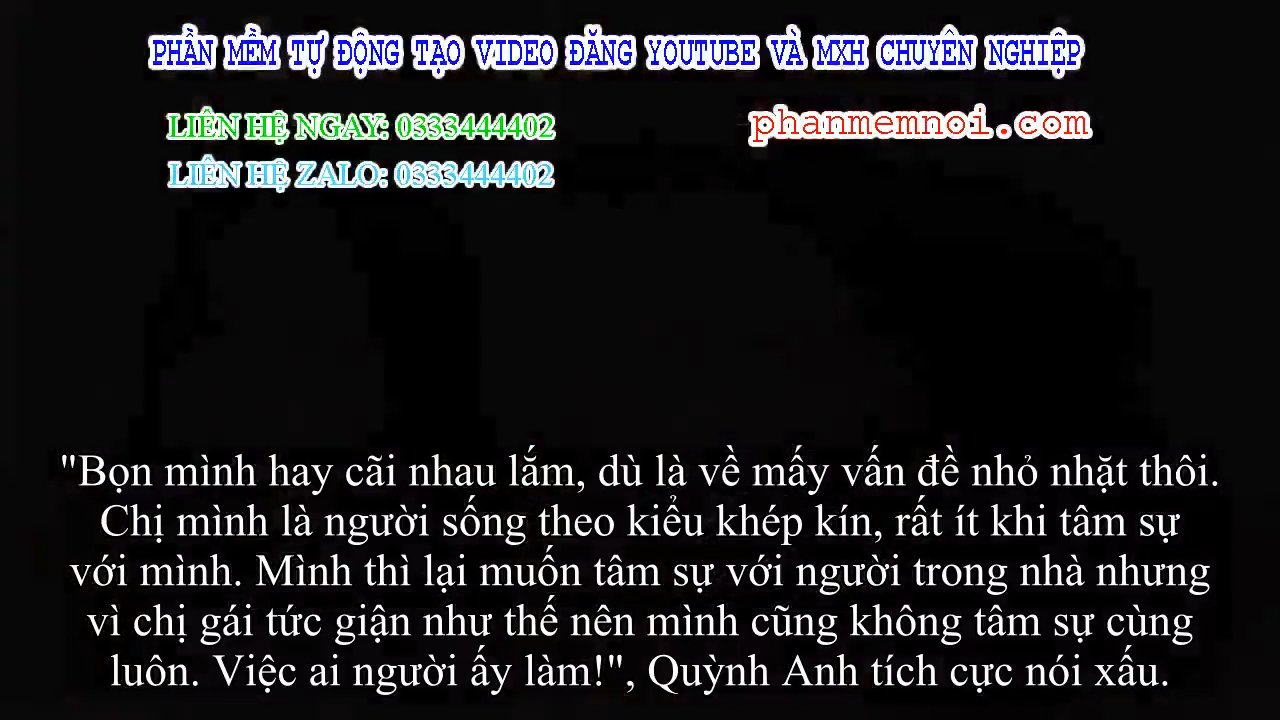 PHẦN MỀM TỰ ĐỘNG TẠO VIDEO ĐĂNG YOUTUBE VÀ MXH CHUYÊN NGHIỆP
LIÊN HỆ NGAY: 0333444402
phanmemnoi.com
LIÊN HỆ ZALO: 0333444402
"Bọn mình hay cãi nhau lắm, dù là về mấy vấn đề nhỏ nhặt thôi.
Chị mình là người sống theo kiểu khép kín, rất ít khi tâm sự
với mình. Mình thì lại muốn tâm sự với người trong nhà nhưng
vì chị gái tức giận như thế nên mình cũng không tâm sự cùng
luôn. Việc ai người ấy làm!", Quỳnh Anh tích cực nói xấu.